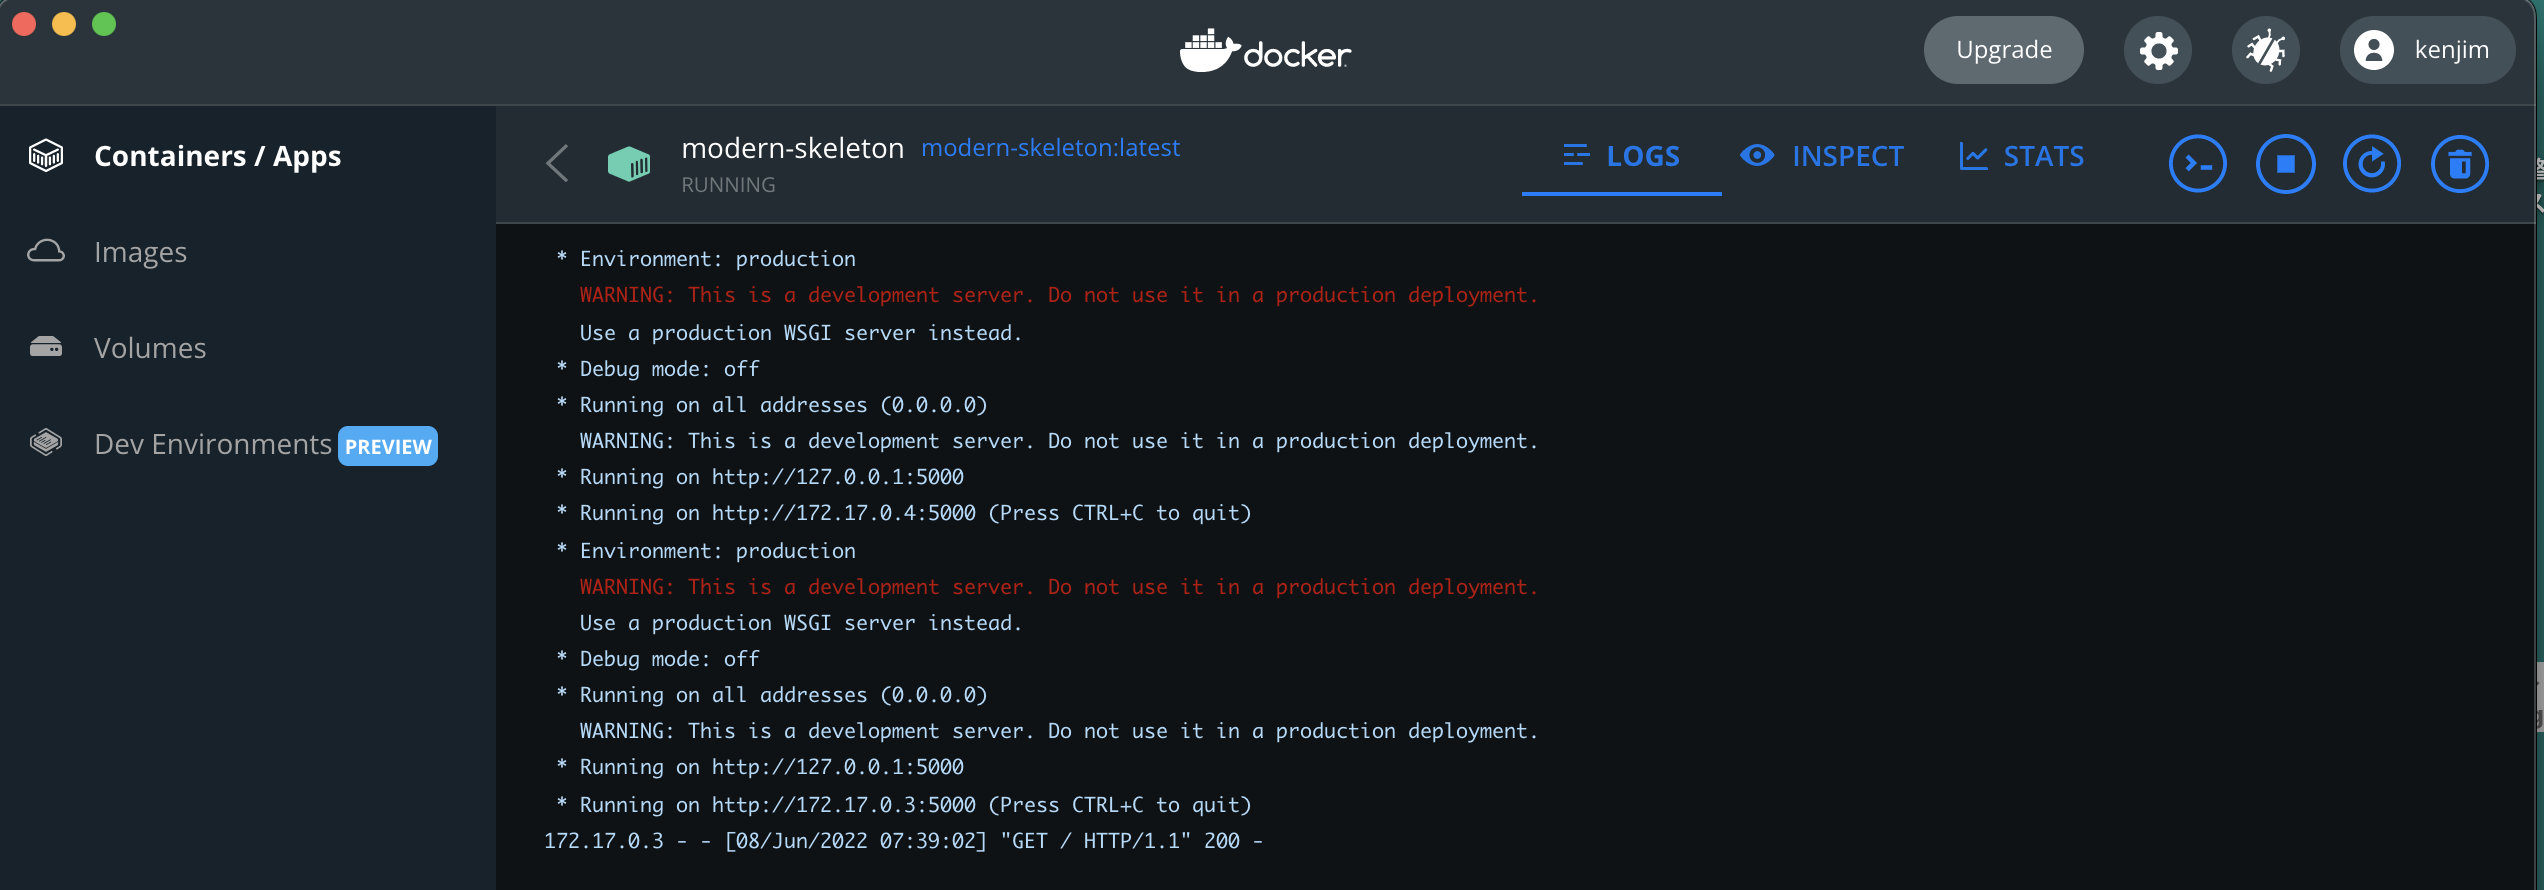 docker
Upgrade
kenjim
Containers / Apps
Images
Volumes
Dev Environments PREVIEW
modern-skeleton modern-skeleton:latest
RUNNING
LOGS INSPECT STATS
* Environment: production
WARNING: This is a development server. Do not use it in a production deployment.
Use a production WSGI server instead.
* Debug mode: off
* Running on all addresses (0.0.0.0)
WARNING: This is a development server. Do not use it in a production deployment.
* Running on http://127.0.0.1:5000
* Running on http://172.17.0.4:5000 (Press CTRL+C to quit)
* Environment: production
WARNING: This is a development server. Do not use it in a production deployment.
Use a production WSGI server instead.
* Debug mode: off
* Running on all addresses (0.0.0.0)
WARNING: This is a development server. Do not use it in a production deployment.
* Running on http://127.0.0.1:5000
* Running on http://172.17.0.3:5000 (Press CTRL+C to quit)
172.17.0.3 - - [08/Jun/2022 07:39:02] "GET / HTTP/1.1" 200 -